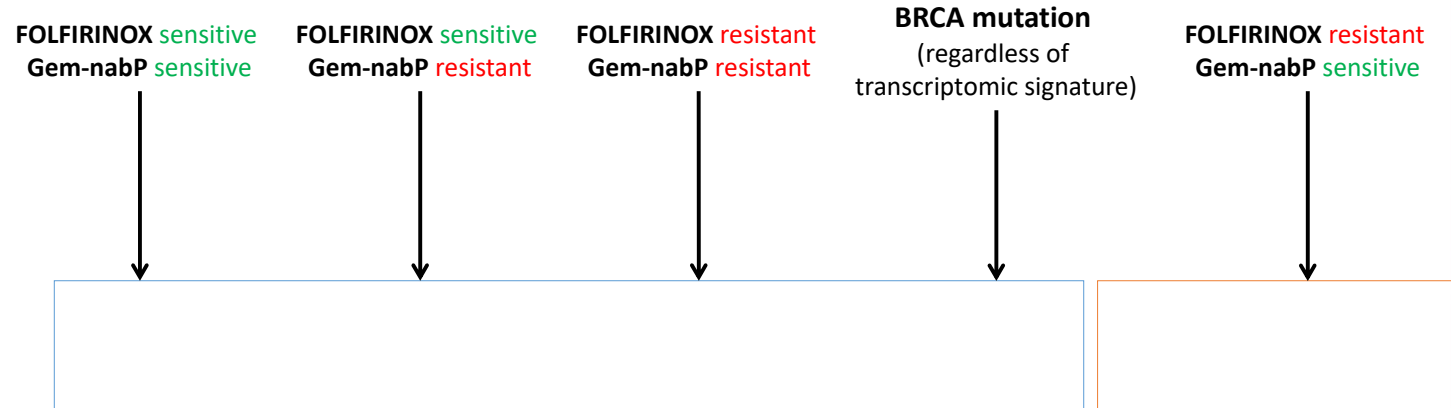 FOLFIRINOX sensitive
Gem-nabP sensitive
FOLFIRINOX sensitive
Gem-nabP resistant
FOLFIRINOX resistant
Gem-nabP resistant
BRCA mutation
(regardless of
transcriptomic signature)
FOLFIRINOX resistant
Gem-nabP sensitive